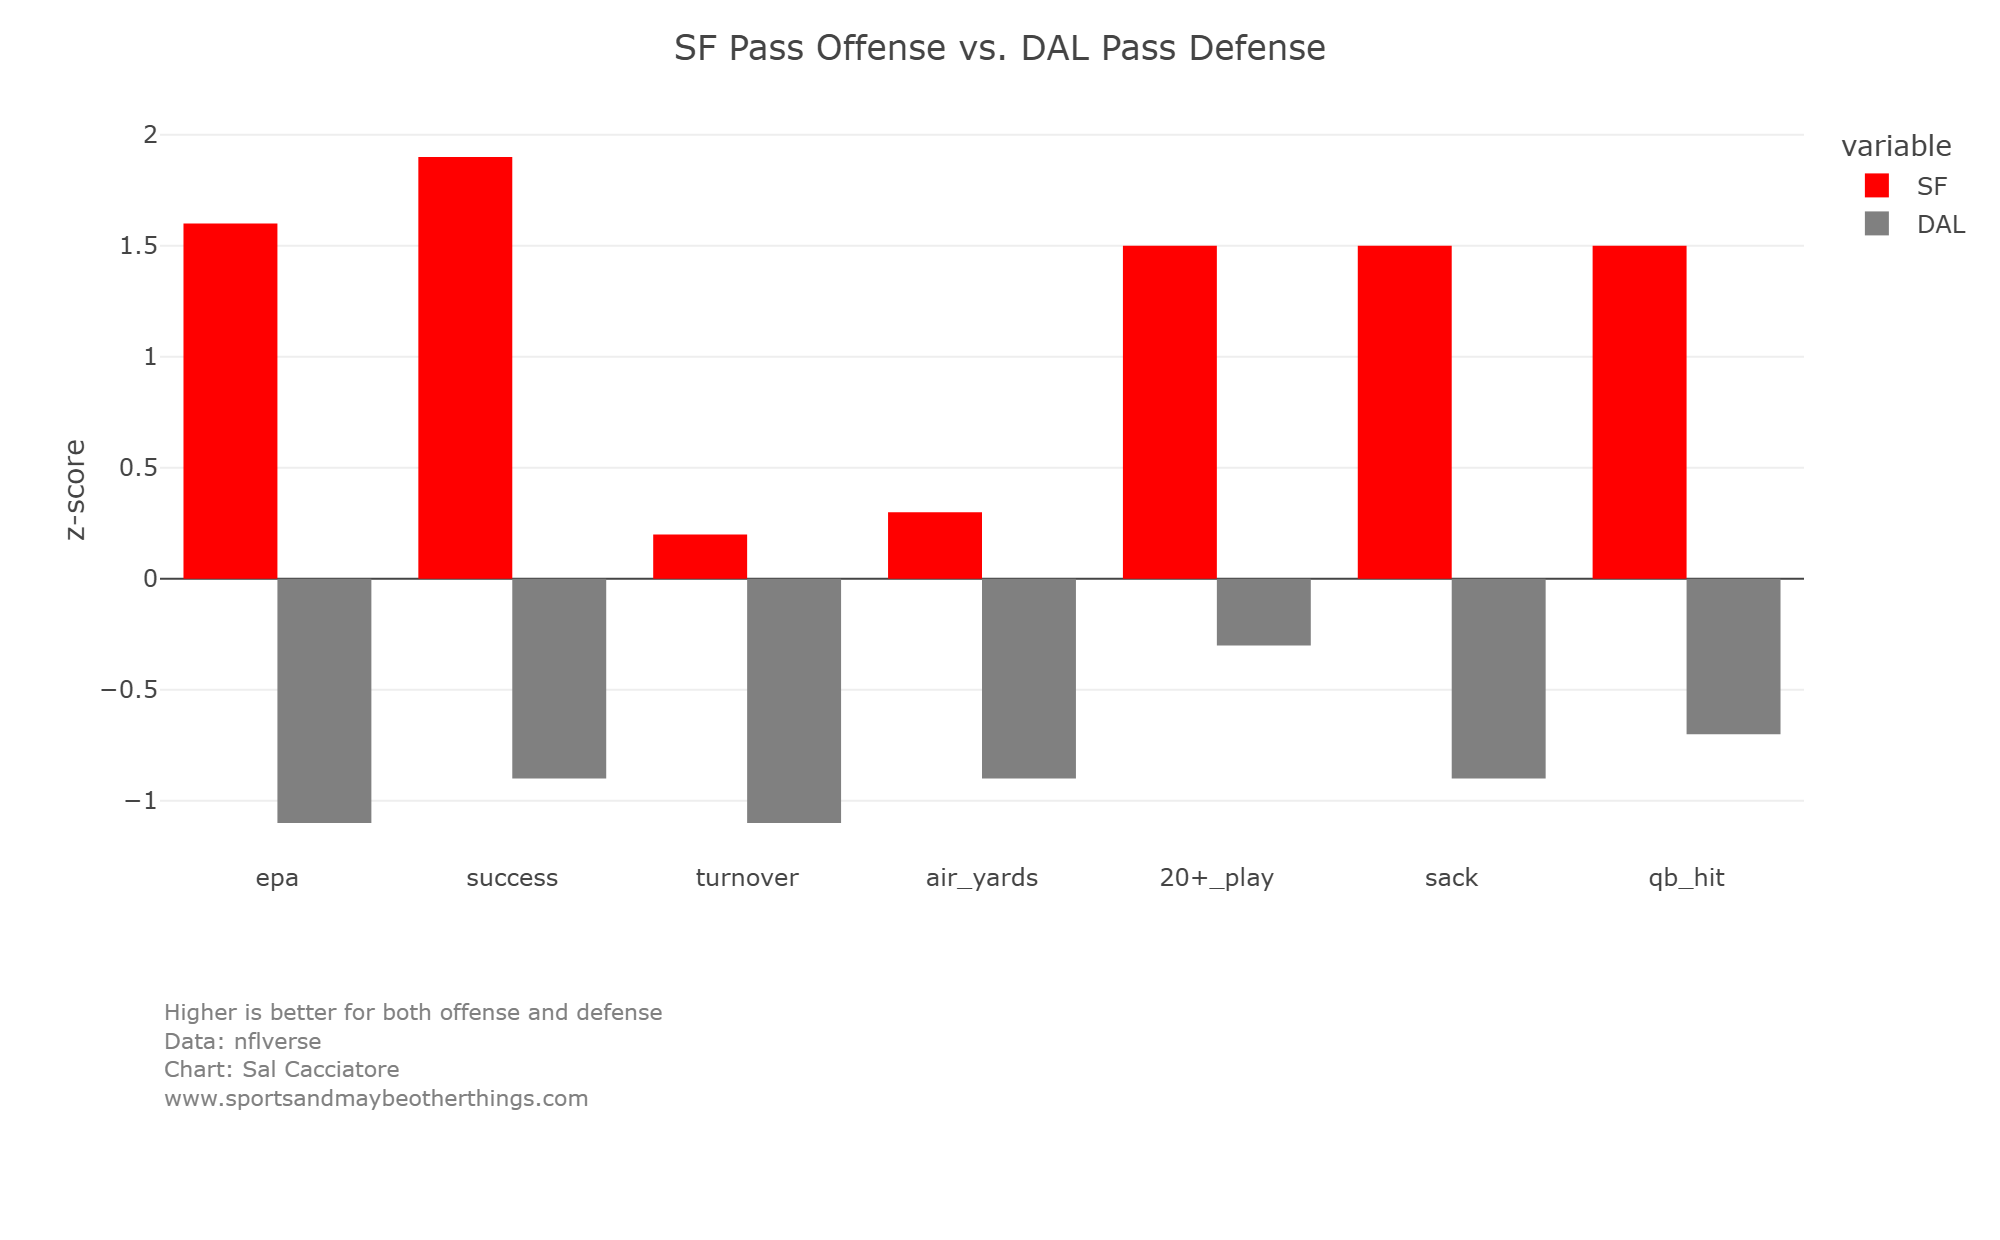 SF Pass Offense vs. DAL Pass Defense
variable
SF
DAL
z-score
2
1.5
1
0.5
0
−0.5
−1
epa success turnover air_yards 20+_play sack qb_hit
Higher is better for both offense and defense
Data: nflverse
Chart: Sal Cacciatore
www.sportsandmaybeotherthings.com